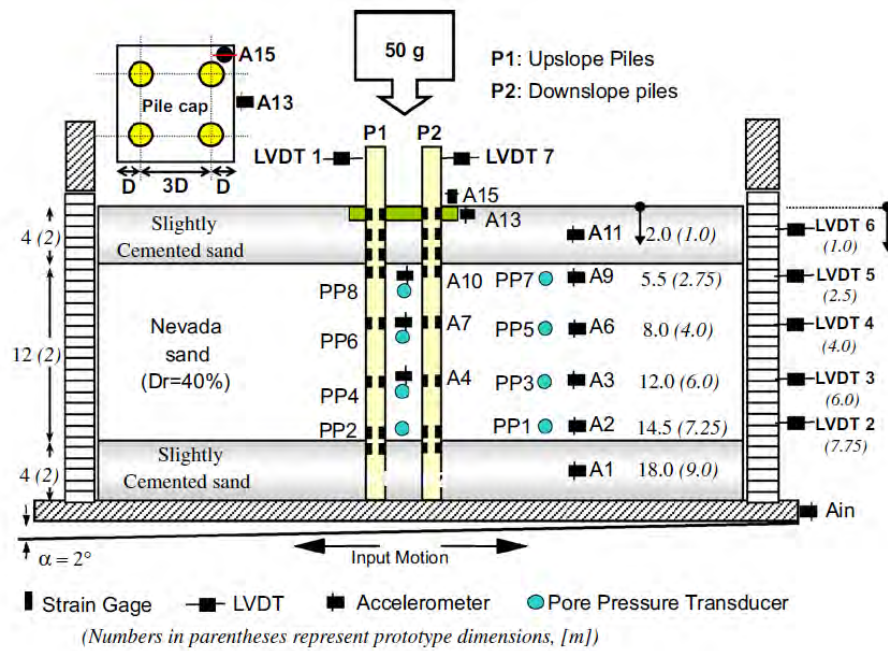 50 g
P1: Upslope Piles
P2: Downslope piles
A15
A13
Pile cap
D 3D D
P1 P2
LVDT 1
LVDT 7
A15
A13
4 (2)
Slightly
Cemented sand
A11 2.0 (1.0)
LVDT 6
(1.0)
PP8
A10
PP7
A9 5.5 (2.75)
LVDT 5
(2.5)
12 (2)
Nevada
sand
(Dr=40%)
PP6
A7
PP5
A6 8.0 (4.0)
LVDT 4
(4.0)
PP4
A4
PP3
A3 12.0 (6.0)
LVDT 3
(6.0)
PP2
PP1
A2 14.5 (7.25)
LVDT 2
(7.75)
4 (2)
Slightly
Cemented sand
A1 18.0 (9.0)
Ain
α = 2°
Input Motion
Strain Gage LVDT Accelerometer Pore Pressure Transducer
(Numbers in parentheses represent prototype dimensions, [m])